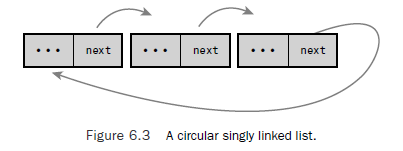 ••• next ••• next ••• next
Figure 6.3 A circular singly linked list.